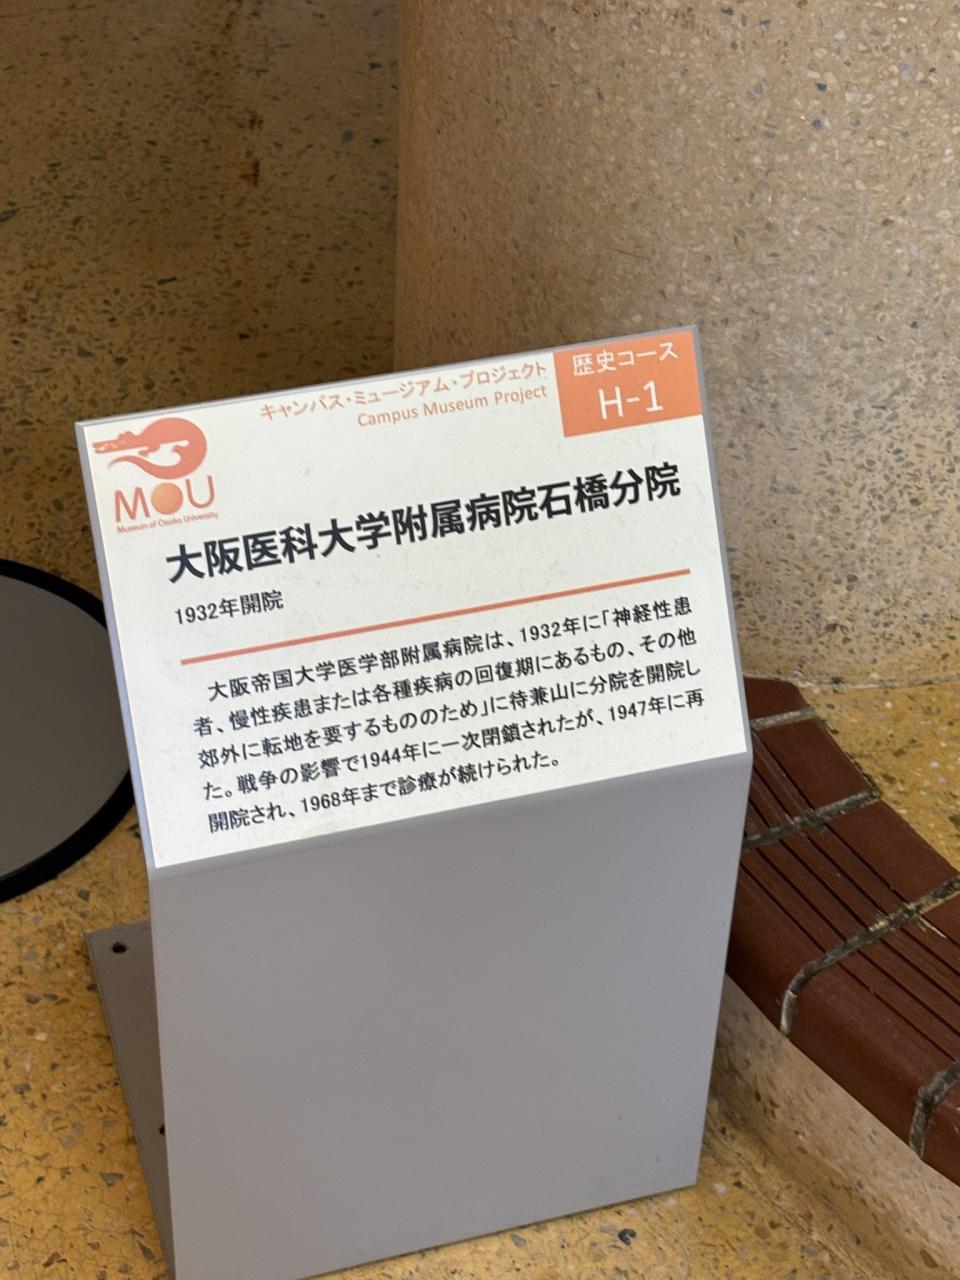 キャンパス・ミュージアム・プロジェクト
Campus Museum Project
歴史コース
H-1
MOU
Museum of Osaka University
大阪医科大学附属病院石橋分院
1932年開院
大阪帝国大学医学部附属病院は、1932年に「神経性患
者、慢性疾患または各種疾病の回復期にあるもの、その他
郊外に転地を要するもののため」に待兼山に分院を開院し
た。戦争の影響で1944年に一次閉鎖されたが、1947年に再
開院され、1968年まで診療が続けられた。